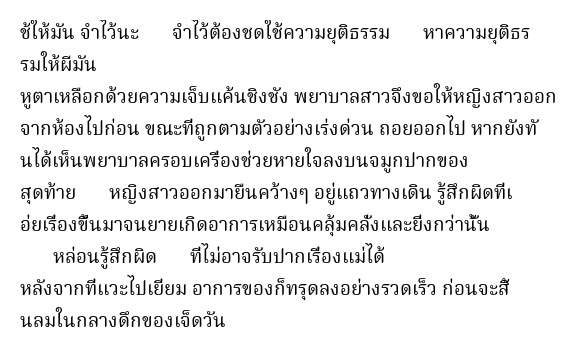 ช้ให้มัน จำไว้นะ จำไว้ต้องชดใช้ความยุติธรรม หาความยุติธร
รมให้ผีมัน
หูตาเหลือกด้วยความเจ็บแค้นชิงชัง พยาบาลสาวจึงขอให้หญิงสาวออก
จากห้องไปก่อน ขณะที่ถูกตามตัวอย่างเร่งด่วน ถอยออกไป หากยังทั
นได้เห็นพยาบาลครอบเครื่องช่วยหายใจลงบนจมูกปากของ
สุดท้าย หญิงสาวออกมายืนคว้างๆ อยู่แถวทางเดิน รู้สึกผิดที่เ
อ่ยเรื่องขึ้นมาจนยายเกิดอาการเหมือนคลุ้มคลั่งและยิ่งกว่านั้น
หล่อนรู้สึกผิด ที่ไม่อาจรับปากเรื่องแม่ได้
หลังจากที่แวะไปเยี่ยม อาการของก็ทรุดลงอย่างรวดเร็ว ก่อนจะสิ้
นลมในกลางดึกของเจ็ดวัน